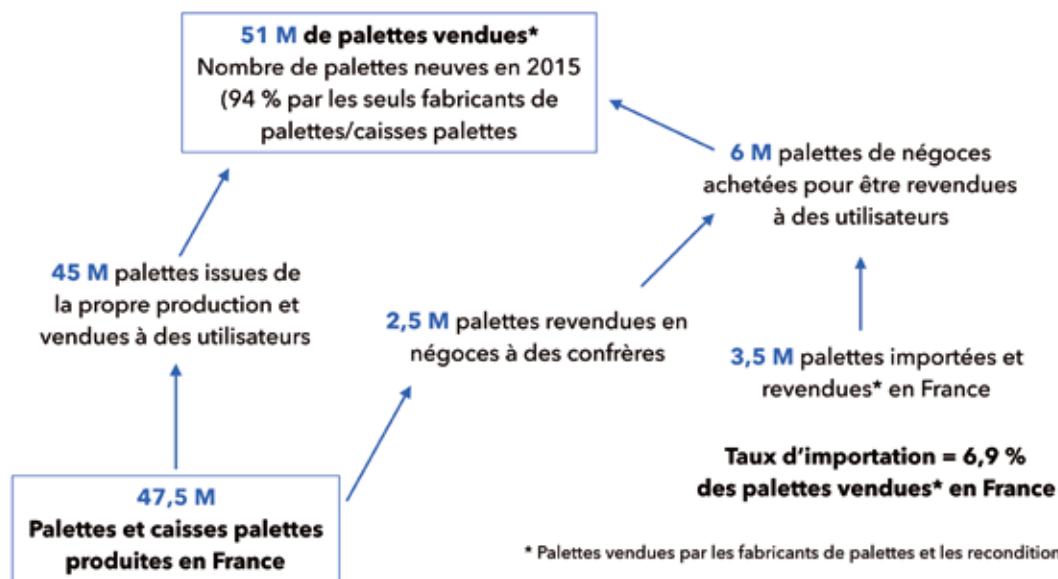 51 M de palettes vendues*
Nombre de palettes neuves en 2015
(94 % par les seuls fabricants de
palettes/caisses palettes
6 M palettes de négoces
achetées pour être revendues
à des utilisateurs
45 M palettes issues de
la propre production et
vendues à des utilisateurs
2,5 M palettes revendues en
négoces à des confrères
3,5 M palettes importées et
revendues* en France
Taux d'importation = 6,9 %
des palettes vendues* en France
47,5 M
Palettes et caisses palettes
produites en France
* Palettes vendues par les fabricants de palettes et les recondition